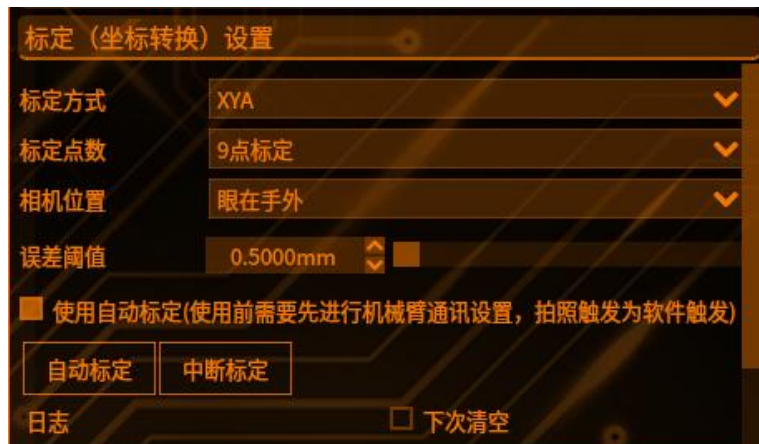 标定（坐标转换）设置
标定方式 XYA
标定点数 9点标定
相机位置 眼在手外
误差阈值 0.5000mm
使用自动标定(使用前需要先进行机械臂通讯设置，拍照触发为软件触发)
自动标定 中断标定
日志 下次清空